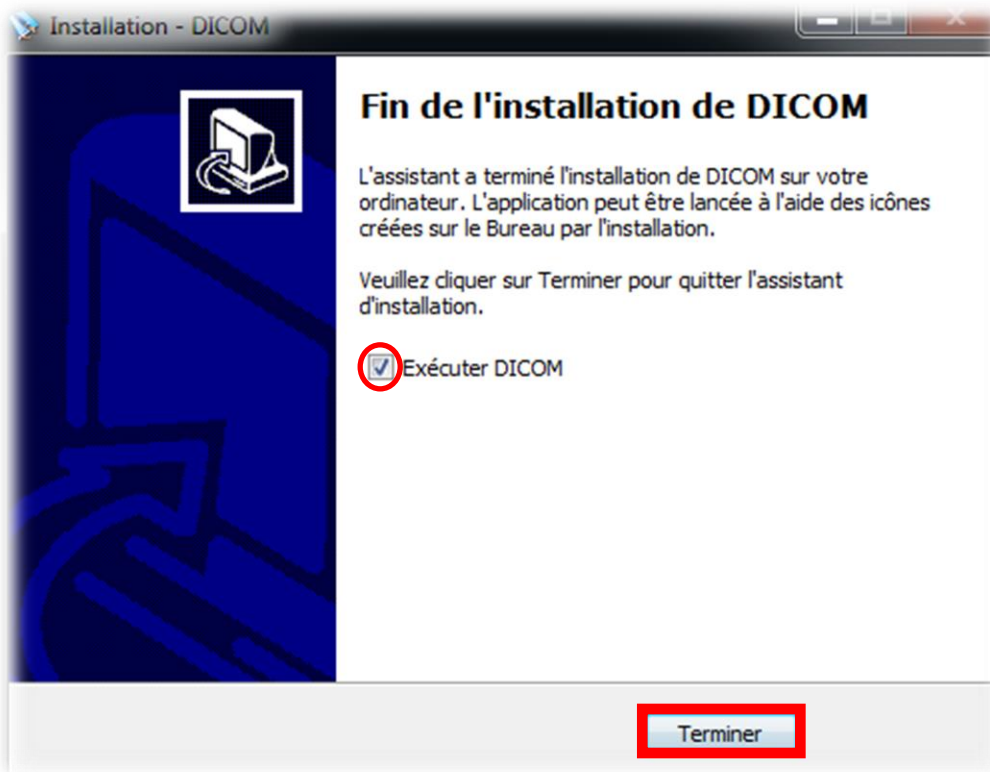 Installation - DICOM
Fin de l'installation de DICOM
L'assistant a terminé l'installation de DICOM sur votre
ordinateur. L'application peut être lancée à l'aide des icônes
créées sur le Bureau par l'installation.
Veuillez cliquer sur Terminer pour quitter l'assistant
d'installation.
Exécuter DICOM
Terminer